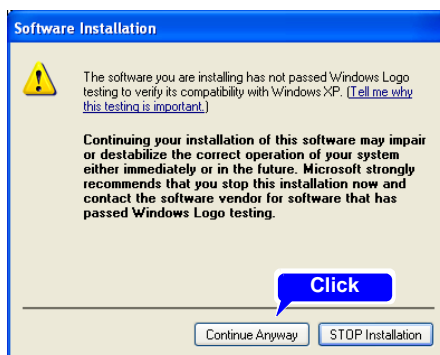 Software Installation
The software you are installing has not passed Windows Logo
testing to verify its compatibility with Windows XP. (Tell me why
this testing is important.)
Continuing your installation of this software may impair
or destabilize the correct operation of your system
either immediately or in the future. Microsoft strongly
recommends that you stop this installation now and
contact the software vendor for software that has
passed Windows Logo testing.
Click
Continue Anyway STOP Installation